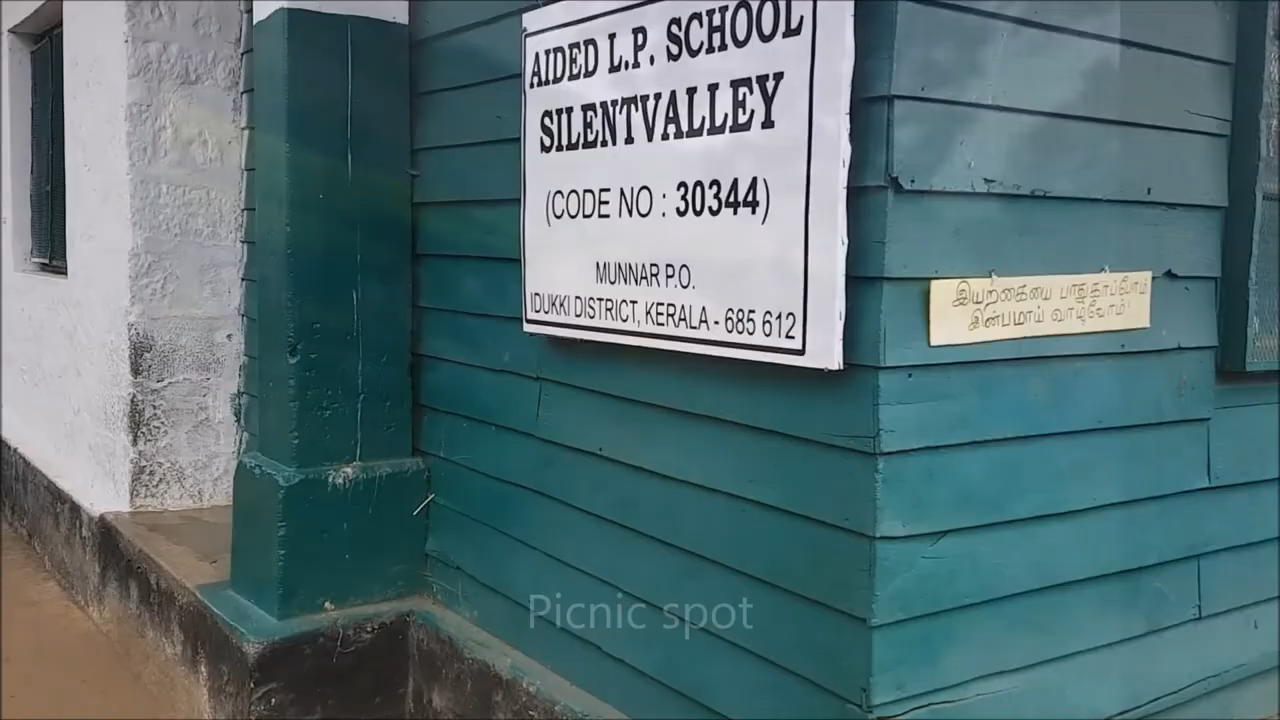 AIDED L.P. SCHOOL
SILENTVALLEY
(CODE NO : 30344)
MUNNAR P.O.
IDUKKI DISTRICT, KERALA - 685 612
இயற்கையை பாதுகாப்போம்
இன்பமாய் வாழ்வோம்
Picnic spot